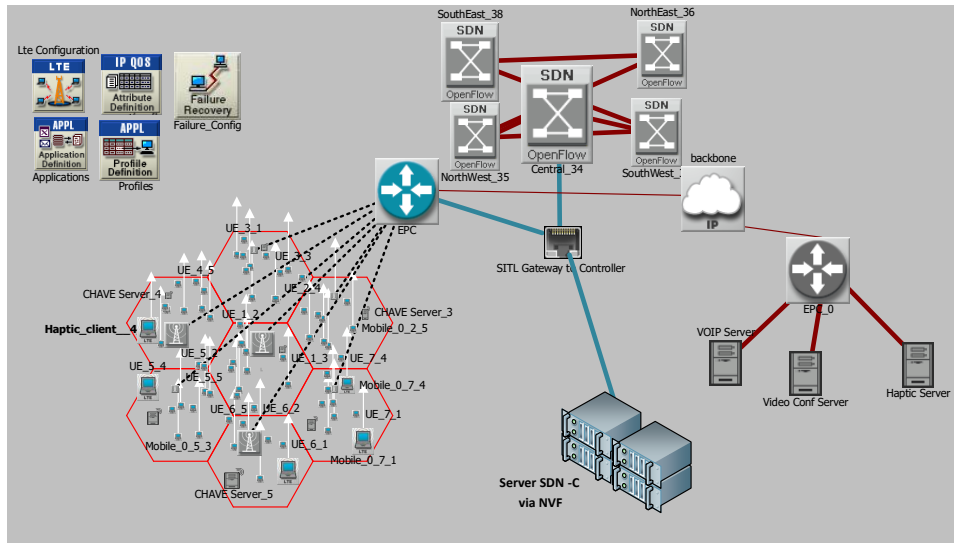 SouthEast_38
NorthEast_36
SDN
OpenFlow
SDN
OpenFlow
SDN
OpenFlow
SDN
OpenFlow
SDN
OpenFlow
NorthWest_35
Central_34
SouthWest_3
Lte Configuration
LTE
IP QOS
Attribute
Definition
Failure
Recovery
Failure_Config
APPL
Application
Definition
Applications
APPL
Profile
Definition
Profiles
backbone
IP
EPC
SITL Gateway to Controller
EPC_0
VOIP Server
Video Conf Server
Haptic Server
UE_3_1
UE_3_3
UE_4_5
UE_2_4
CHAVE Server_4
CHAVE Server_3
UE_1_2
Haptic_client__4
LTE
Mobile_0_2_5
UE_5_2
UE_1_3
UE_7_4
UE_5_4
UE_5_5
LTE
Mobile_0_7_4
UE_6_5
UE_6_2
UE_7_1
Mobile_0_5_3
UE_6_1
Mobile_0_7_1
LTE
CHAVE Server_5
Server SDN -C
via NVF